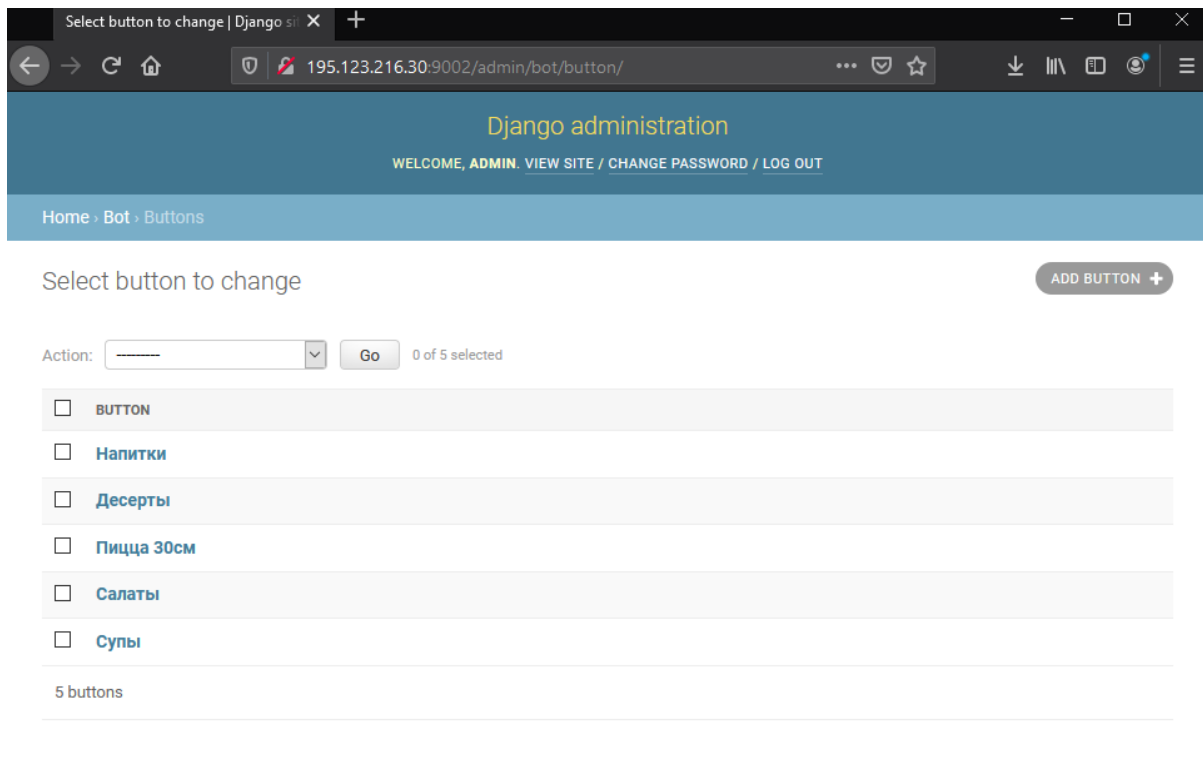 Select button to change | Django sit
195.123.216.30:9002/admin/bot/button/
Django administration
WELCOME, ADMIN. VIEW SITE / CHANGE PASSWORD / LOG OUT
Home › Bot › Buttons
Select button to change
ADD BUTTON +
Action: --------- Go 0 of 5 selected
BUTTON
Напитки
Десерты
Пицца 30см
Салаты
Супы
5 buttons